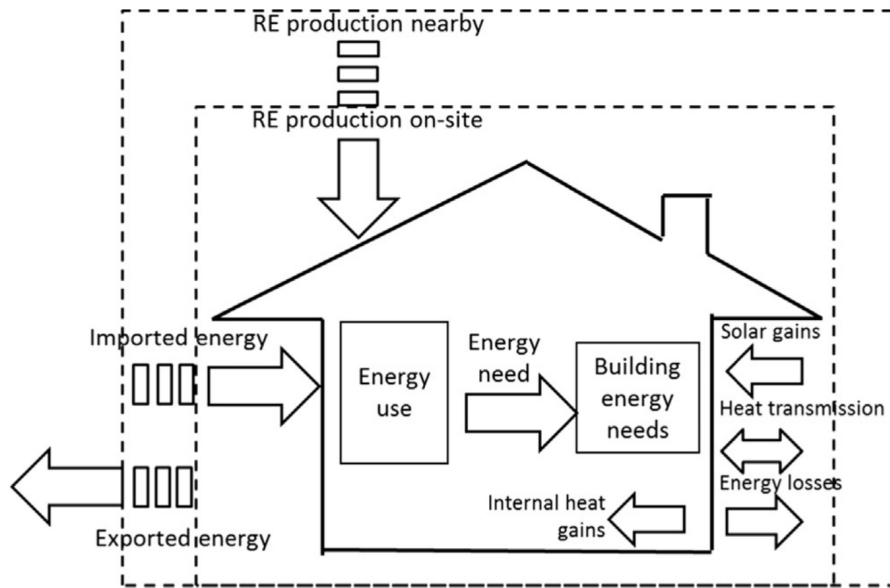 RE production nearby
RE production on-site
Imported energy
Energy
use
Energy
need
Building
energy
needs
Solar gains
Heat transmission
Energy losses
Internal heat
gains
Exported energy